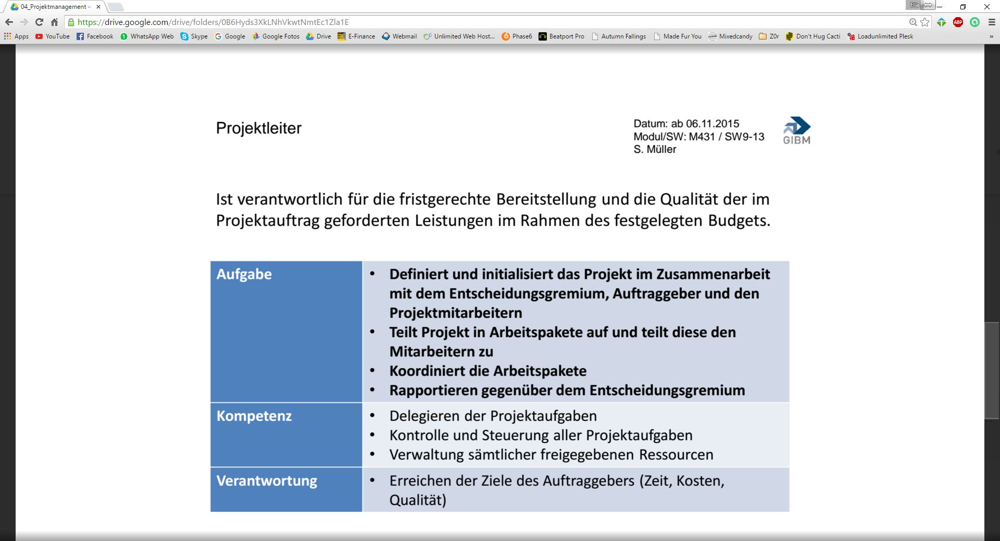 04_Projektmanagement –
Elia
https://drive.google.com/drive/folders/0B6Hyds3XkLNhVkwtNmtEc1Zla1E
ABP
Apps YouTube Facebook WhatsApp Web Skype Google Google Fotos Drive E-Finance Webmail Unlimited Web Host... Phase6 Beatport Pro Autumn Fallings Made Fur You Mixedcandy Z0r Don't Hug Cacti Loadunlimited Plesk »
Projektleiter
Datum: ab 06.11.2015
Modul/SW: M431 / SW9-13
S. Müller
GIBM
Ist verantwortlich für die fristgerechte Bereitstellung und die Qualität der im
Projektauftrag geforderten Leistungen im Rahmen des festgelegten Budgets.
Aufgabe
• Definiert und initialisiert das Projekt im Zusammenarbeit
mit dem Entscheidungsgremium, Auftraggeber und den
Projektmitarbeitern
• Teilt Projekt in Arbeitspakete auf und teilt diese den
Mitarbeitern zu
• Koordiniert die Arbeitspakete
• Rapportieren gegenüber dem Entscheidungsgremium
Kompetenz
• Delegieren der Projektaufgaben
• Kontrolle und Steuerung aller Projektaufgaben
• Verwaltung sämtlicher freigegebenen Ressourcen
Verantwortung
• Erreichen der Ziele des Auftraggebers (Zeit, Kosten,
Qualität)